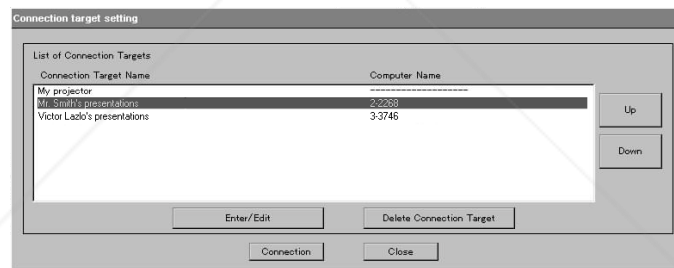 Connection target setting
List of Connection Targets
Connection Target Name Computer Name
My projector -------------------
Mr. Smith's presentations 2-2268
Victor Lazlo's presentations 3-3746
Up
Down
Enter/Edit Delete Connection Target
Connection Close